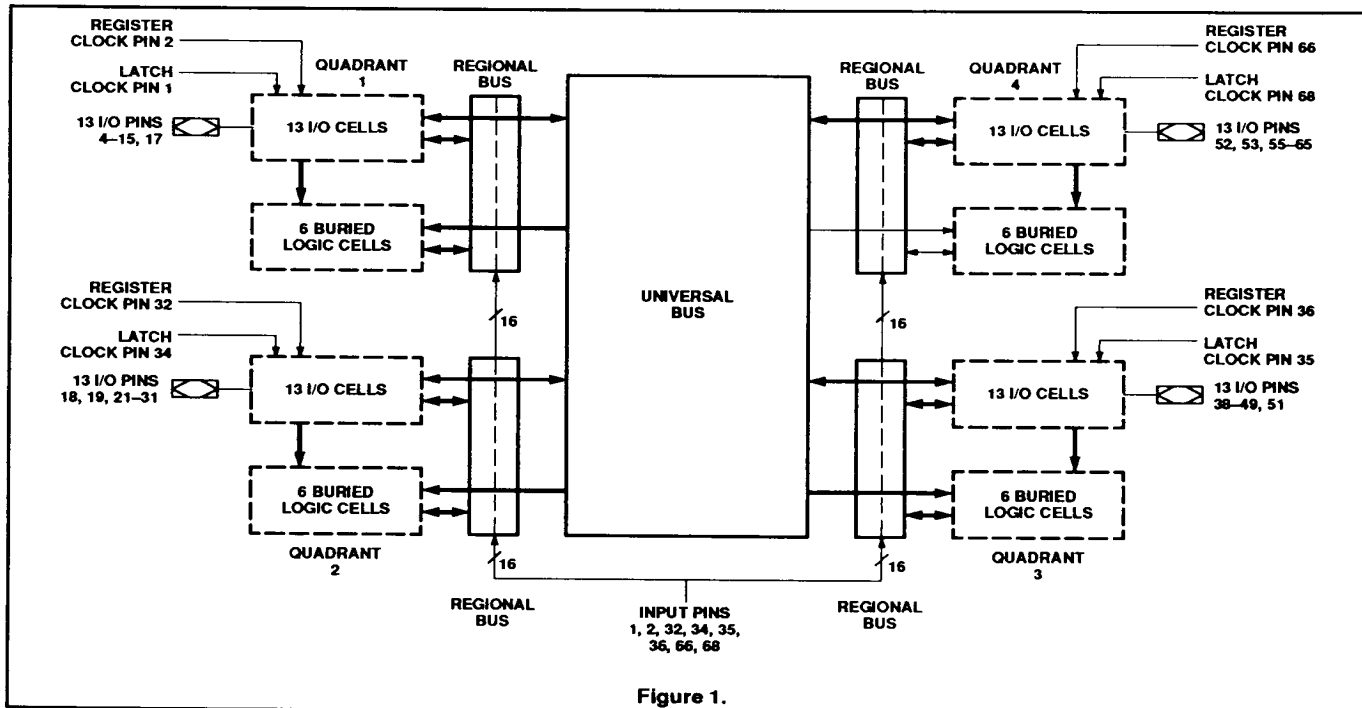 REGISTER
CLOCK PIN 2
LATCH
CLOCK PIN 1
QUADRANT
1
REGIONAL
BUS
13 I/O PINS
4–15, 17
13 I/O CELLS
6 BURIED
LOGIC CELLS
REGISTER
CLOCK PIN 32
LATCH
CLOCK PIN 34
16
13 I/O PINS
18, 19, 21–31
13 I/O CELLS
6 BURIED
LOGIC CELLS
QUADRANT
2
16
REGIONAL
BUS
UNIVERSAL
BUS
INPUT PINS
1, 2, 32, 34, 35,
36, 66, 68
REGIONAL
BUS
QUADRANT
4
REGISTER
CLOCK PIN 66
LATCH
CLOCK PIN 68
13 I/O CELLS
13 I/O PINS
52, 53, 55–65
6 BURIED
LOGIC CELLS
16
REGISTER
CLOCK PIN 36
LATCH
CLOCK PIN 35
13 I/O CELLS
13 I/O PINS
38–49, 51
6 BURIED
LOGIC CELLS
16
QUADRANT
3
REGIONAL
BUS
Figure 1.